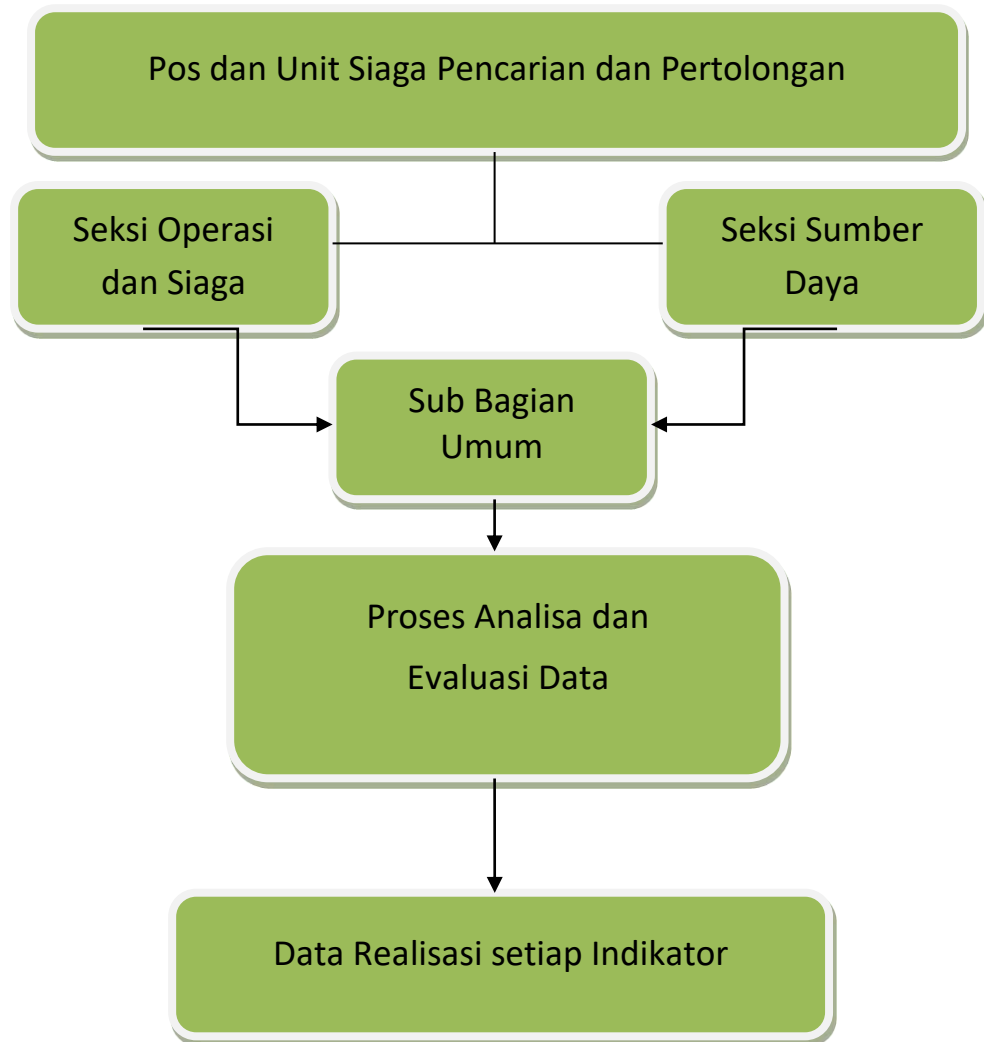 Pos dan Unit Siaga Pencarian dan Pertolongan
Seksi Operasi
dan Siaga
Seksi Sumber
Daya
Sub Bagian
Umum
Proses Analisa dan
Evaluasi Data
Data Realisasi setiap Indikator